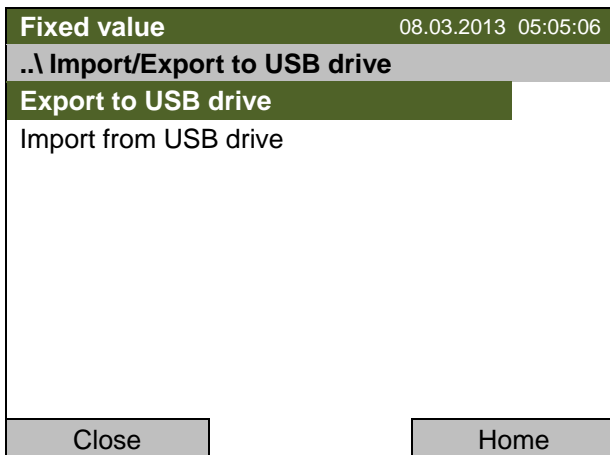 Fixed value 08.03.2013 05:05:06
..\ Import/Export to USB drive
Export to USB drive
Import from USB drive
Close Home